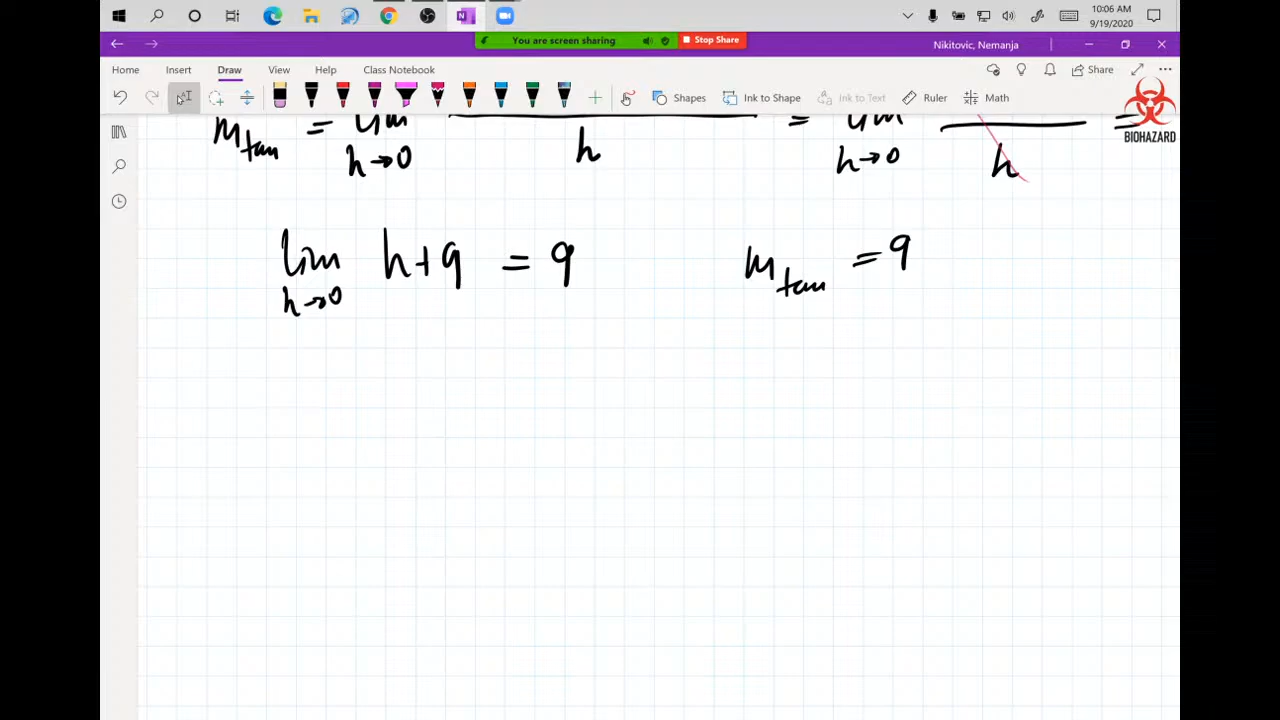 10:06 AM
9/19/2020
You are screen sharing Stop Share
Nikitovic, Nemanja
Home Insert Draw View Help Class Notebook Share
Shapes Ink to Shape Ink to Text Ruler Math
BIOHAZARD
m_tan = lim h→0 h = lim h→0 h =
lim h→0 h+9 = 9 m_tan = 9